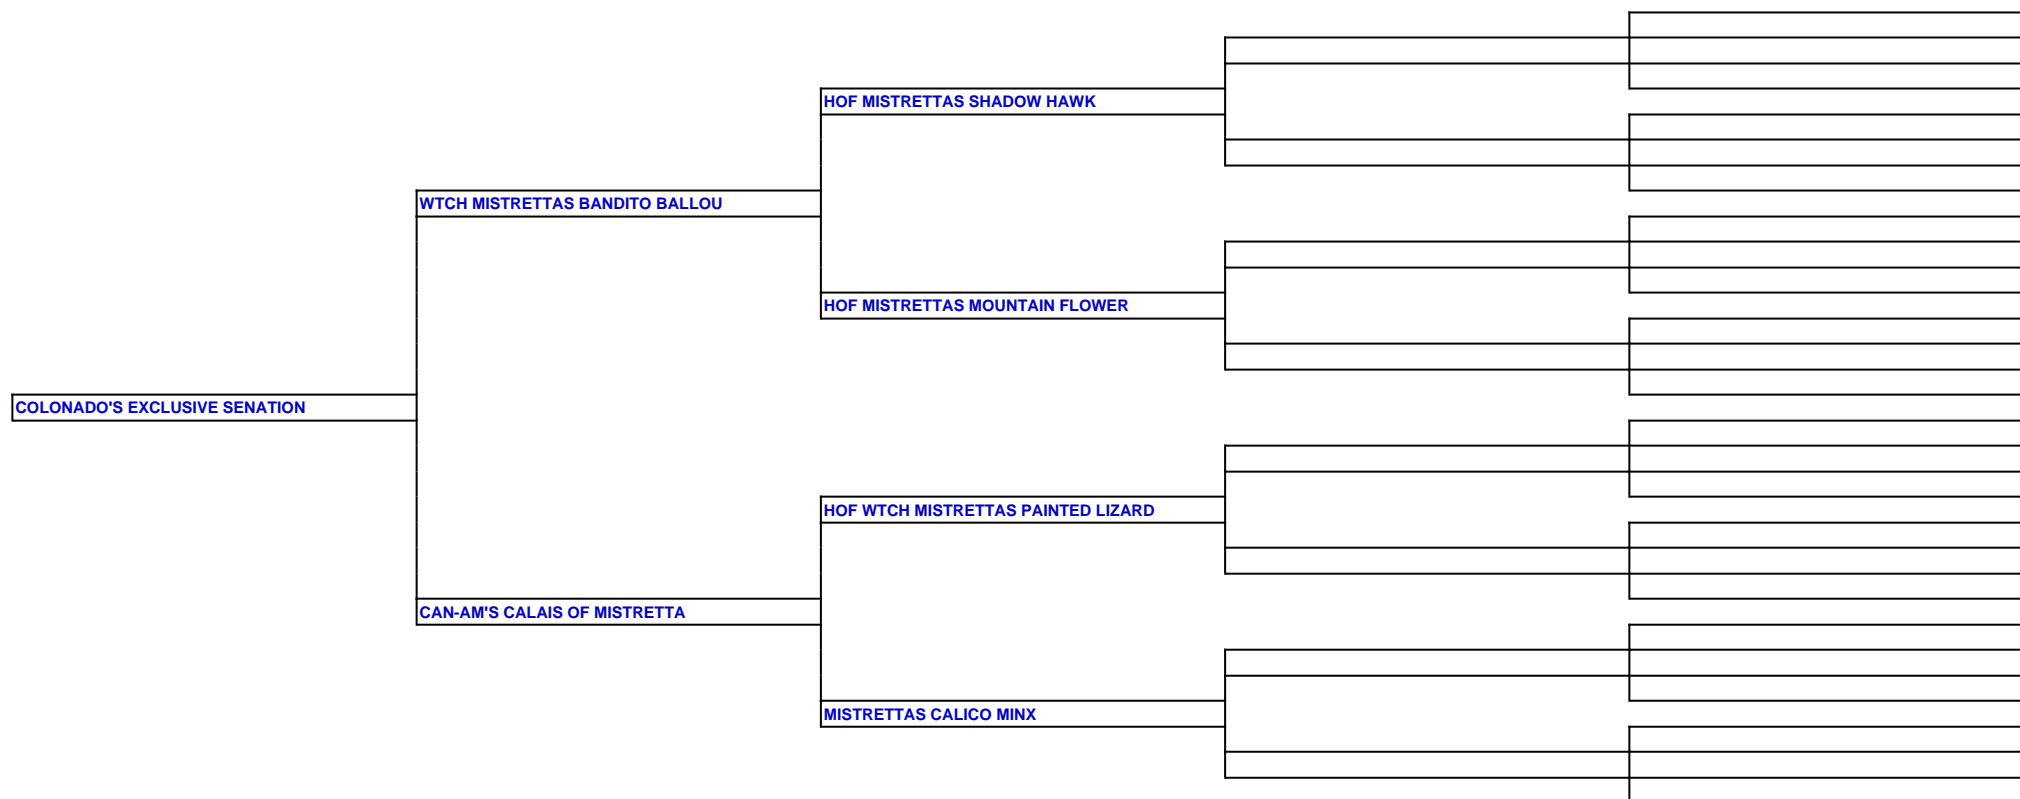 HOF MISTRETTAS SHADOW HAWK
WTCH MISTRETTAS BANDITO BALLOU
HOF MISTRETTAS MOUNTAIN FLOWER
COLONADO'S EXCLUSIVE SENATION
HOF WTCH MISTRETTAS PAINTED LIZARD
CAN-AM'S CALAIS OF MISTRETTA
MISTRETTAS CALICO MINX